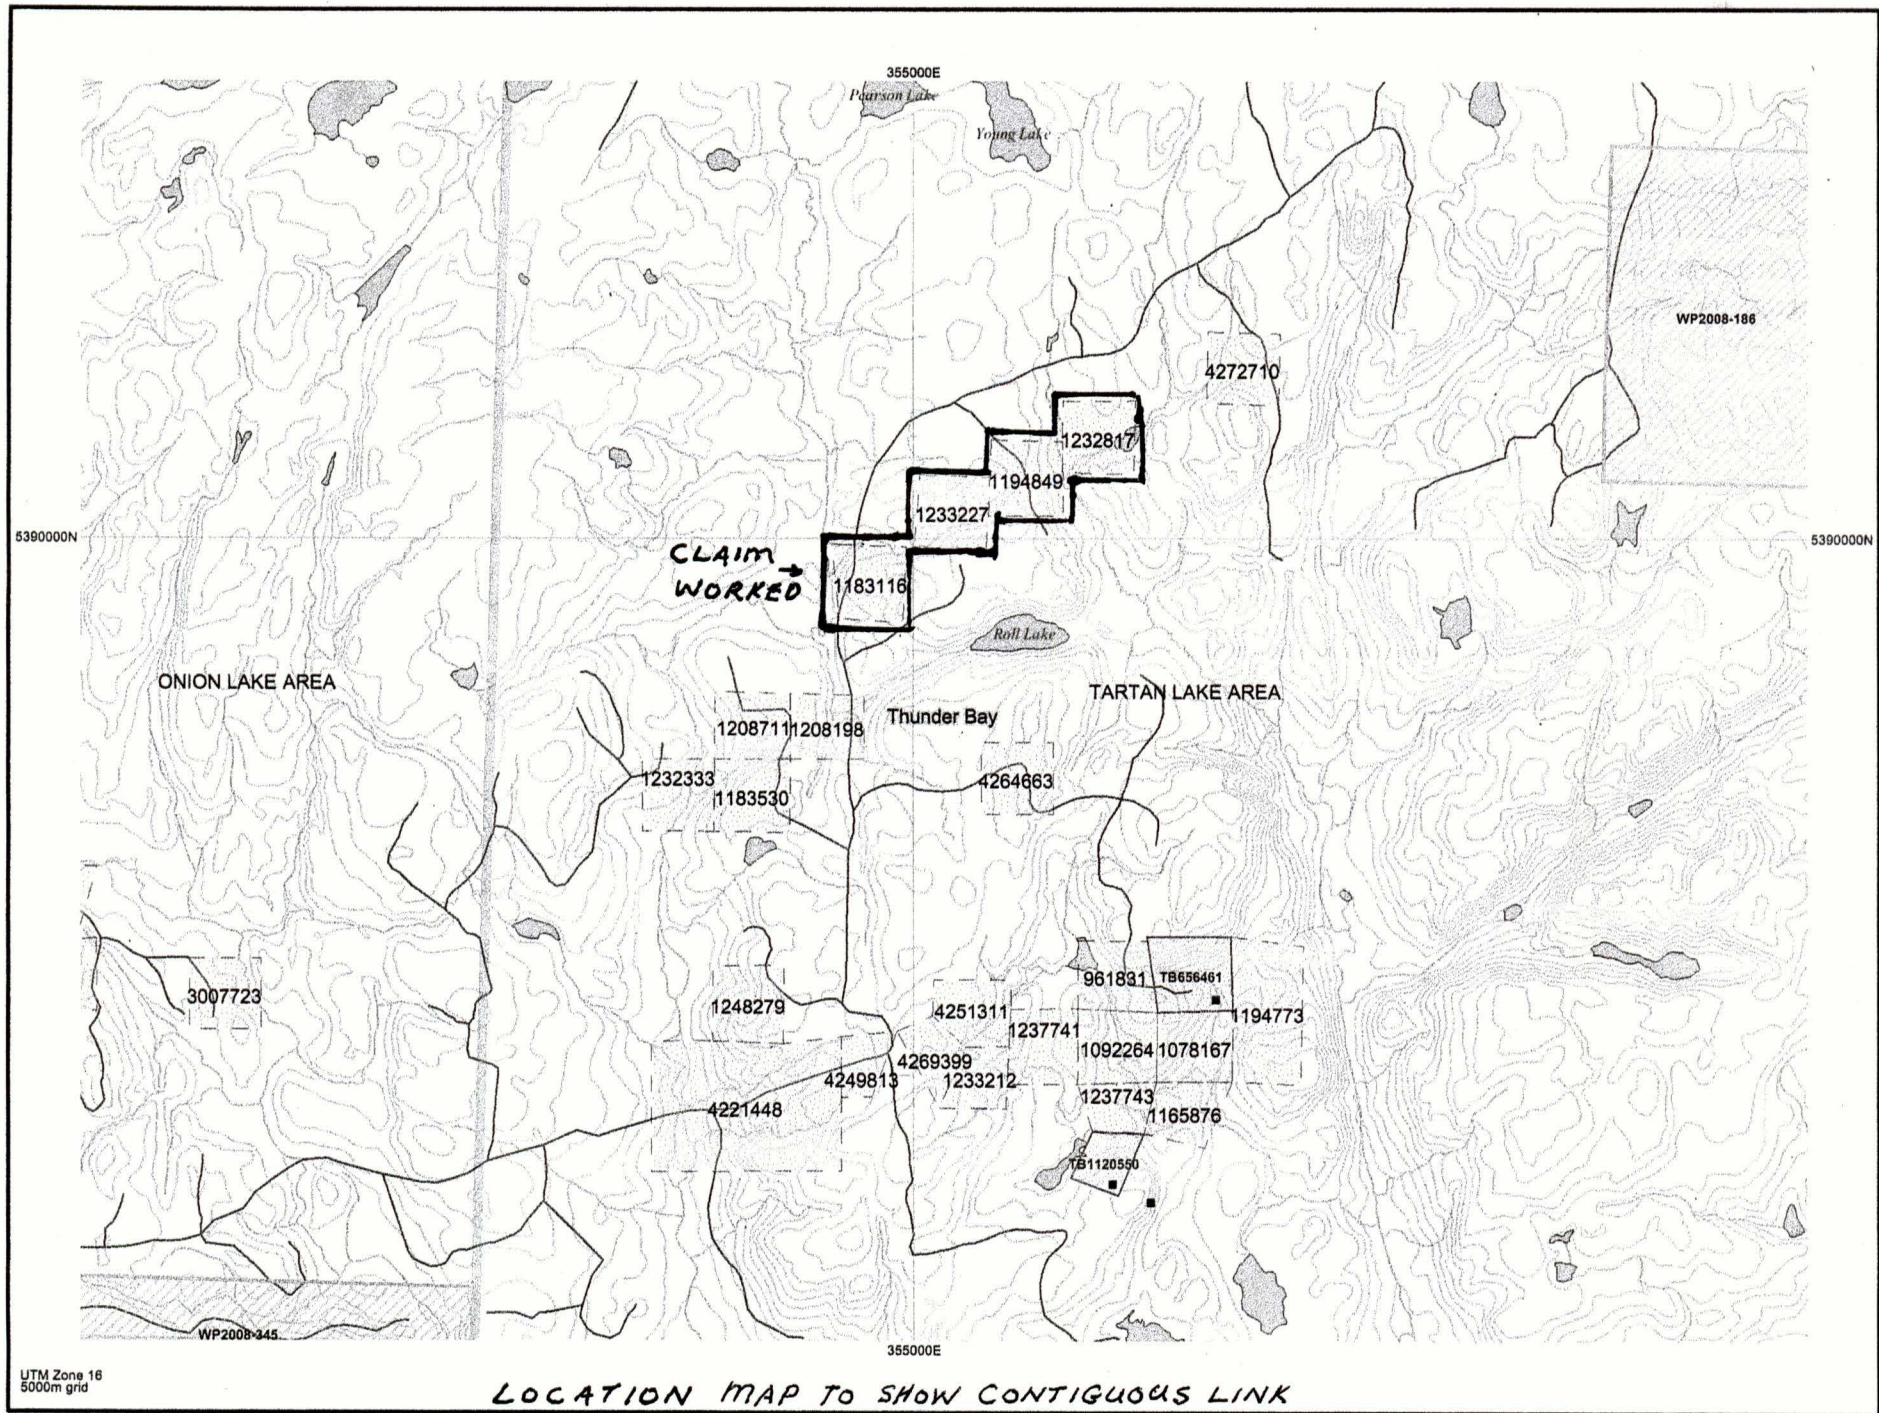 355000E
Pearson Lake
Young Lake
WP2008-186
4272710
1232817
1194849
1233227
5390000N
5390000N
CLAIM →
WORKED
1183116
Roll Lake
ONION LAKE AREA
TARTAN LAKE AREA
Thunder Bay
1208711
1208198
1232333
1183530
4264663
3007723
961831
TB656461
1248279
4251311
1194773
1237741
1092264
1078167
4269399
4249813
1233212
1237743
4221448
1165876
TB1120550
WP2008-345
355000E
UTM Zone 16
5000m grid
LOCATION MAP TO SHOW CONTIGUOUS LINK